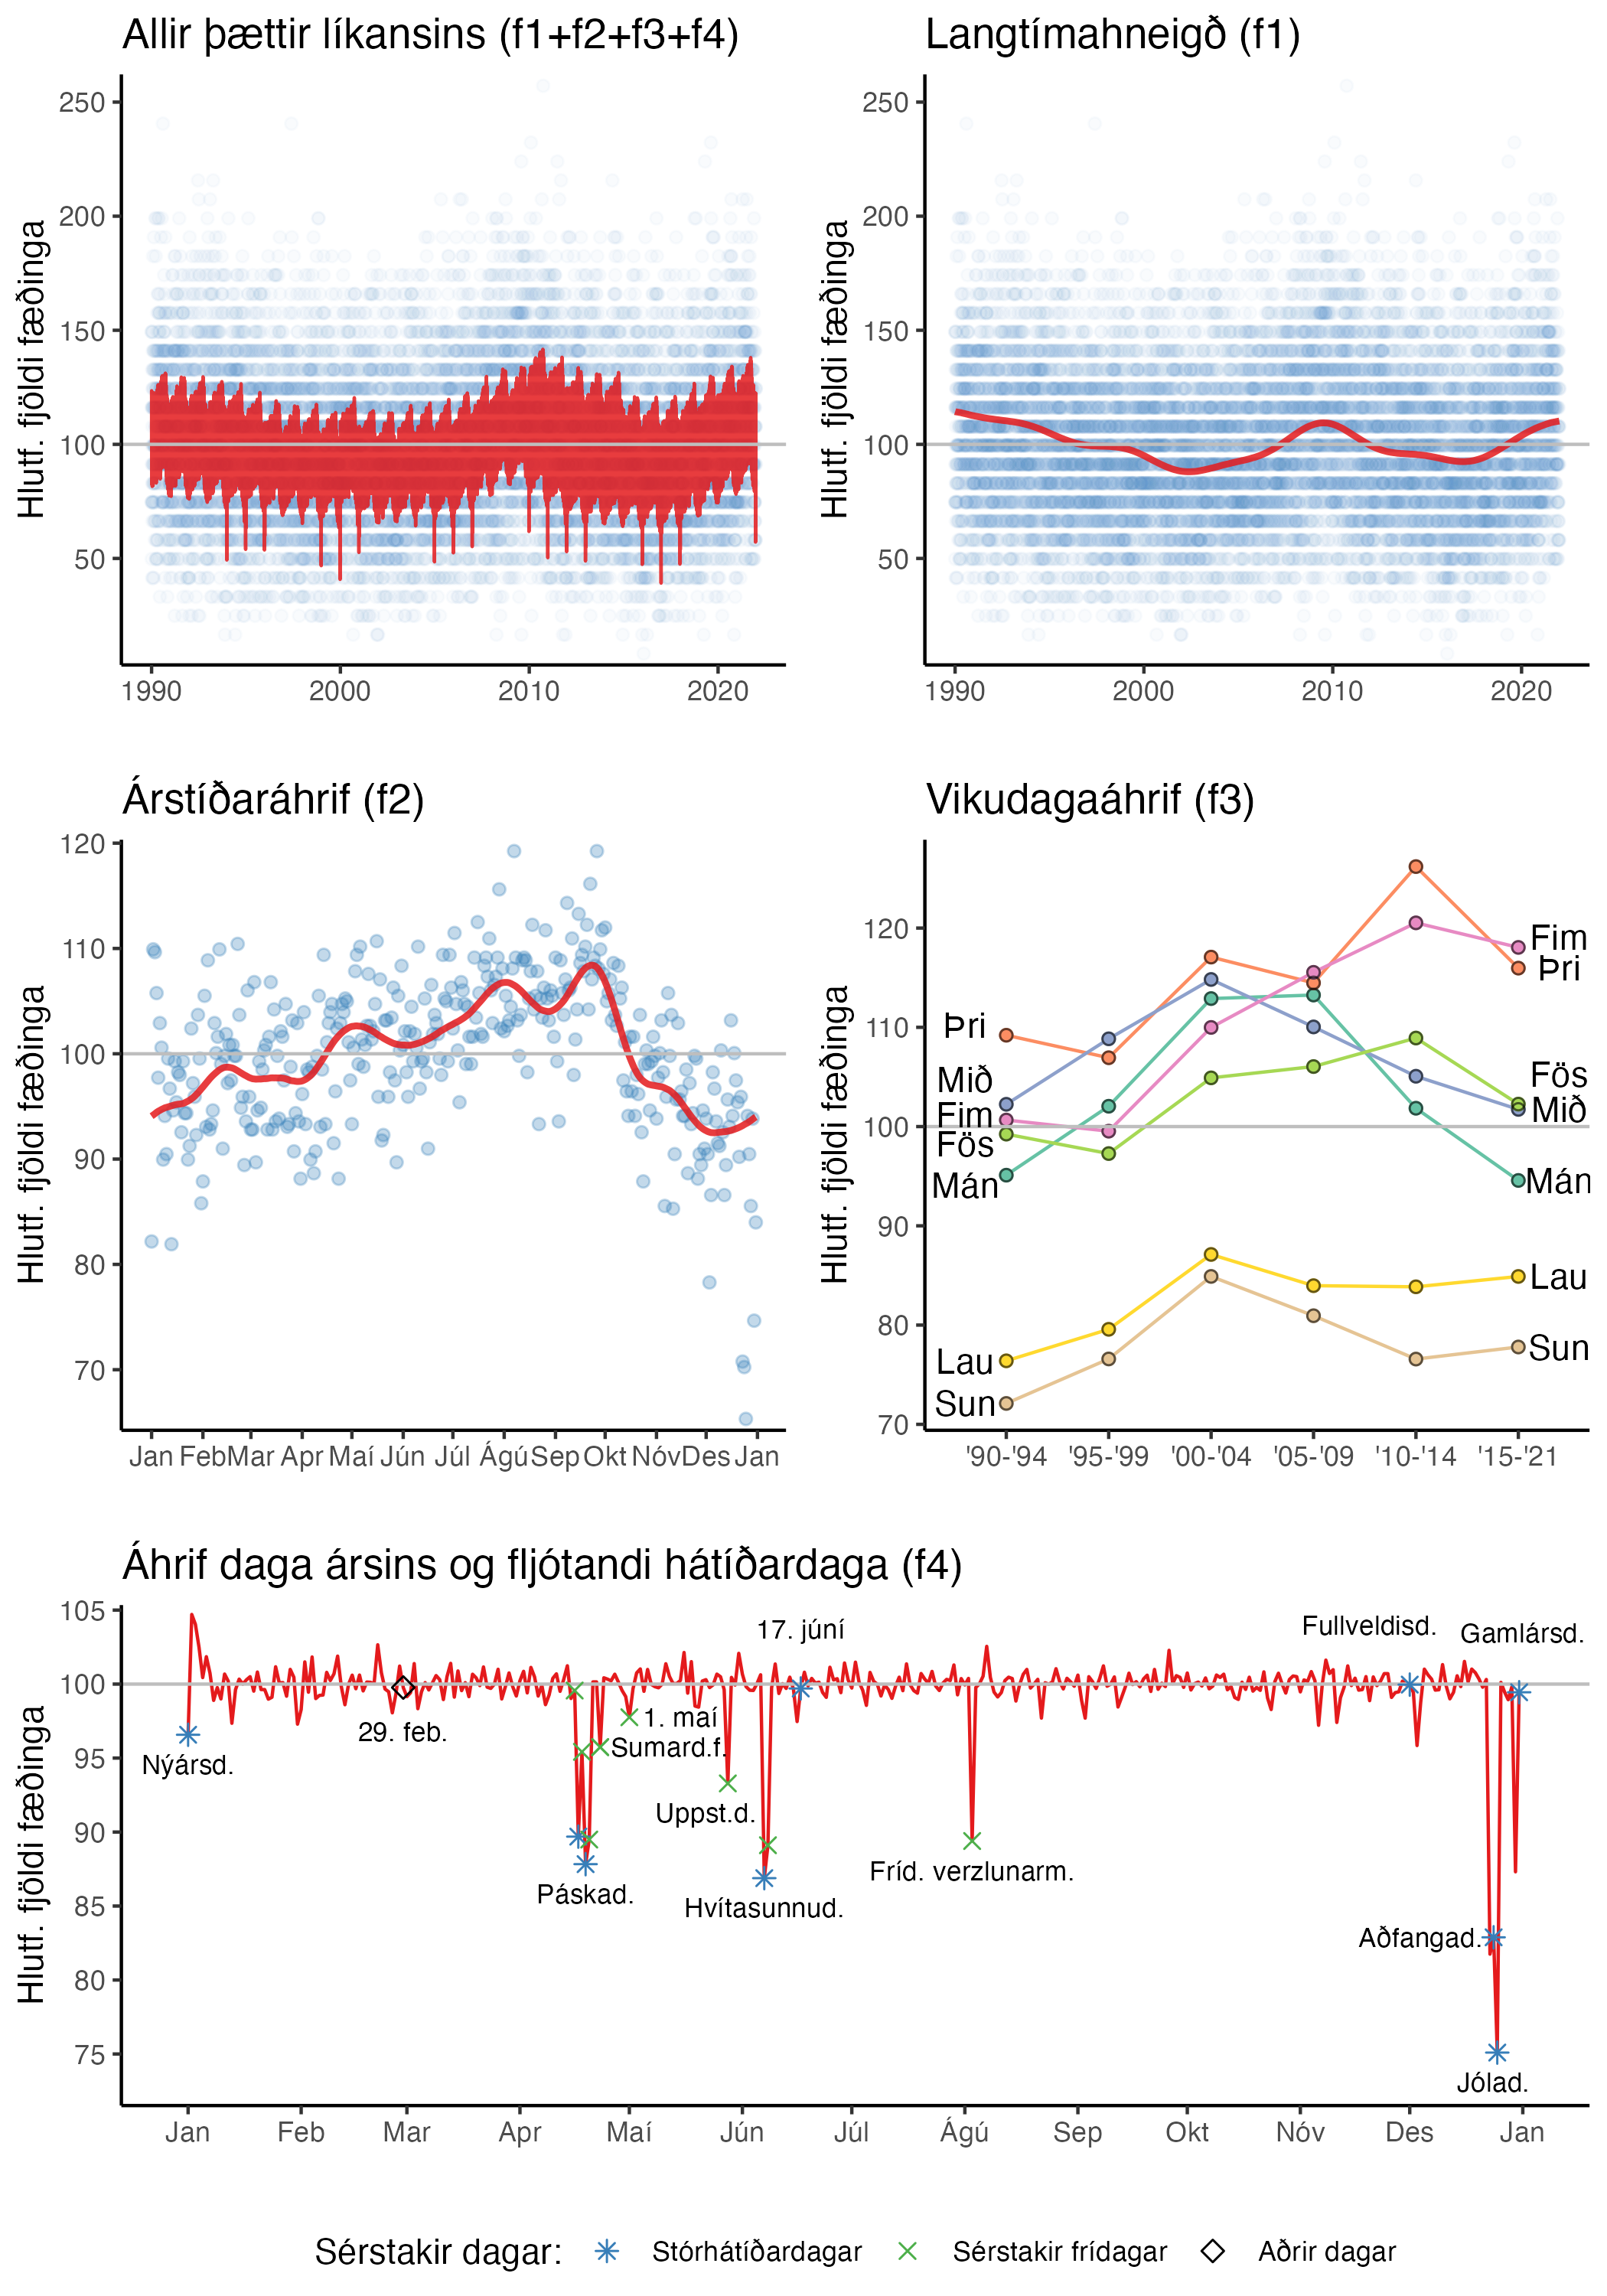 Allir þættir líkansins (f1+f2+f3+f4)
Hlutf. fjöldi fæðinga
250
200
150
100
50
1990 2000 2010 2020
Langtímahneigð (f1)
Hlutf. fjöldi fæðinga
250
200
150
100
50
1990 2000 2010 2020
Árstíðaráhrif (f2)
Hlutf. fjöldi fæðinga
120
110
100
90
80
70
Jan Feb Mar Apr Maí Jún Júl Ágú Sep Okt Nóv Des Jan
Vikudagaáhrif (f3)
Hlutf. fjöldi fæðinga
120
110
100
90
80
70
Þri
Mið
Fim
Fös
Mán
Lau
Sun
Fim
Þri
Fös
Mið
Mán
Lau
Sun
'90-94 '95-99 '00-04 '05-09 '10-14 '15-21
Áhrif daga ársins og fljótandi hátíðardaga (f4)
Hlutf. fjöldi fæðinga
105
100
95
90
85
80
75
Nýársd.
29. feb.
Páskad.
Sumard.f.
1. maí
Uppst.d.
Hvítasunnud.
17. júní
Fríd. verzlunarm.
Fullveldisd.
Aðfangad.
Jólad.
Gamlársd.
Jan Feb Mar Apr Maí Jún Júl Ágú Sep Okt Nóv Des Jan
Sérstakir dagar: Stórhátíðardagar Sérstakir frídagar Aðrir dagar